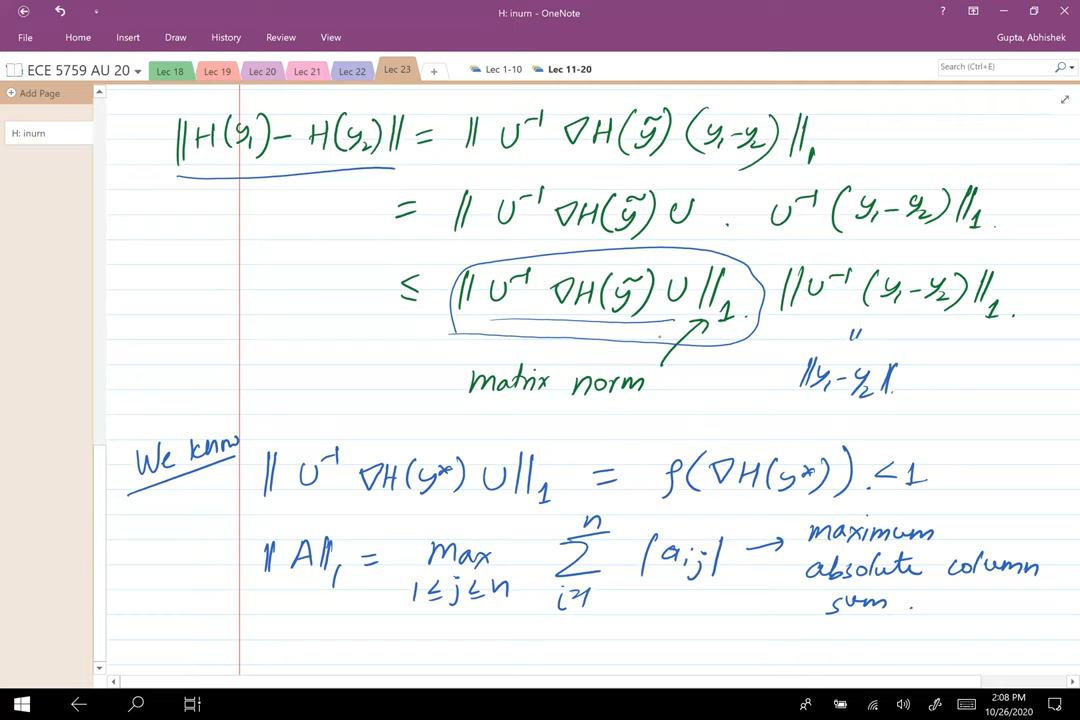 H: inurn - OneNote
?
File Home Insert Draw History Review View
Gupta, Abhishek
ECE 5759 AU 20
Lec 18 Lec 19 Lec 20 Lec 21 Lec 22 Lec 23 + Lec 1-10 Lec 11-20
Search (Ctrl+E)
Add Page
H: inurn
‖H(y₁) − H(y₂)‖ = ‖ U⁻¹ ∇H(ỹ) (y₁−y₂)‖₁
= ‖ U⁻¹ ∇H(ỹ) U . U⁻¹ (y₁−y₂)‖₁.
≤ ‖ U⁻¹ ∇H(ỹ) U‖₁. ‖U⁻¹ (y₁−y₂)‖₁.
"
matrix norm ‖y₁−y₂‖.
We know ‖ U⁻¹ ∇H(y*) U‖₁ = ρ(∇H(y*)) < 1
‖A‖₁ = max 1≤j≤n ∑ i=1 n |aᵢⱼ| → maximum
absolute column
sum.
2:08 PM
10/26/2020